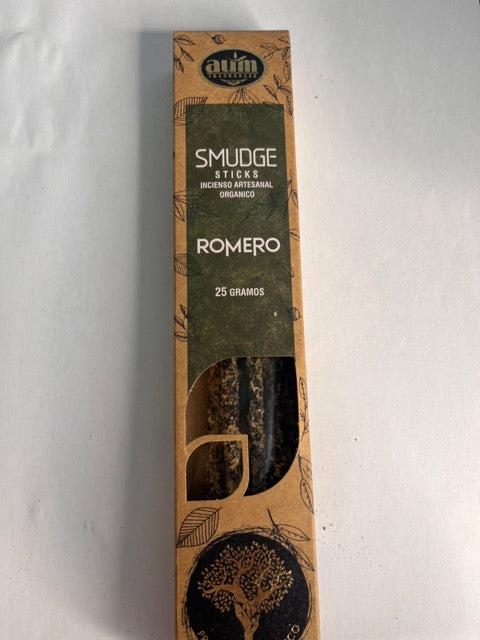 aum
FRAGRANCES
SMUDGE
STICKS
INCIENSO ARTESANAL
ORGANICO
ROMERO
25 GRAMOS